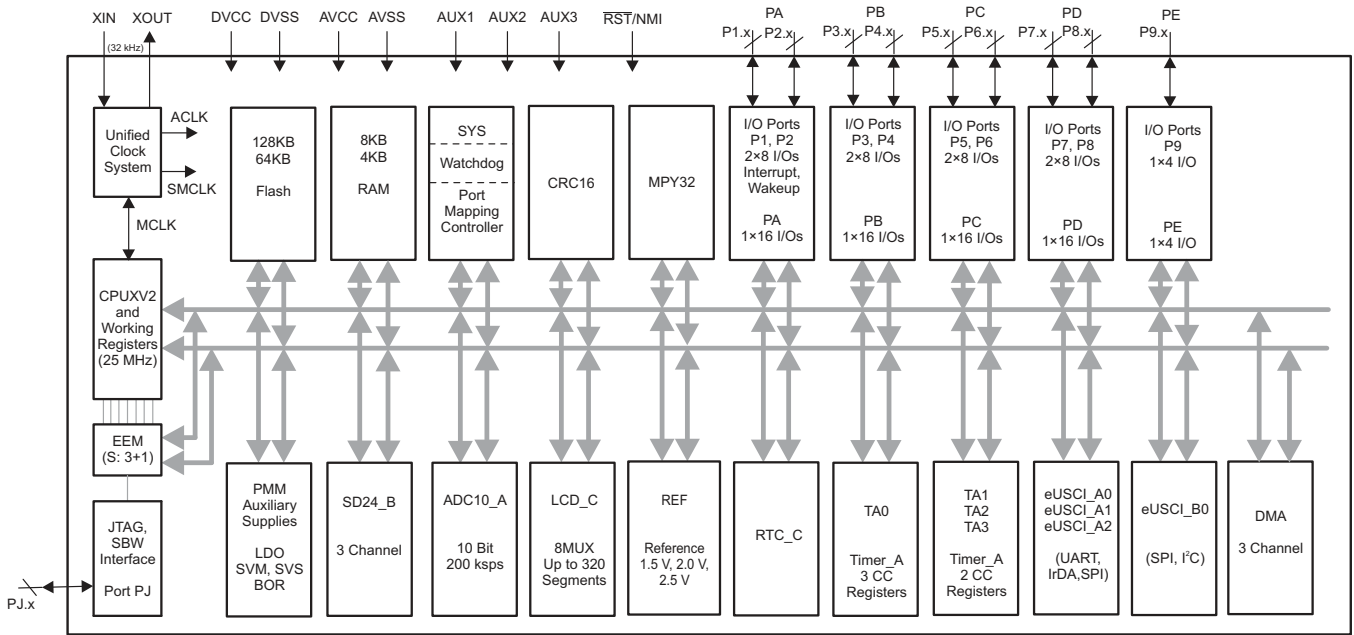 XIN XOUT DVCC DVSS AVCC AVSS AUX1 AUX2 AUX3 RST/NMI PA PB PC PD PE
(32 kHz) P1.x P2.x P3.x P4.x P5.x P6.x P7.x P8.x P9.x
Unified
Clock
System
ACLK
SMCLK
MCLK
128KB
64KB
Flash
8KB
4KB
RAM
SYS
Watchdog
Port
Mapping
Controller
CRC16
MPY32
I/O Ports
P1, P2
2×8 I/Os
Interrupt,
Wakeup
PA
1×16 I/Os
I/O Ports
P3, P4
2×8 I/Os
PB
1×16 I/Os
I/O Ports
P5, P6
2×8 I/Os
PC
1×16 I/Os
I/O Ports
P7, P8
2×8 I/Os
PD
1×16 I/Os
I/O Ports
P9
1×4 I/O
PE
1×4 I/O
CPUXV2
and
Working
Registers
(25 MHz)
EEM
(S: 3+1)
JTAG,
SBW
Interface
Port PJ
PJ.x
PMM
Auxiliary
Supplies
LDO
SVM, SVS
BOR
SD24_B
3 Channel
ADC10_A
10 Bit
200 ksps
LCD_C
8MUX
Up to 320
Segments
REF
Reference
1.5 V, 2.0 V,
2.5 V
RTC_C
TA0
Timer_A
3 CC
Registers
TA1
TA2
TA3
Timer_A
2 CC
Registers
eUSCI_A0
eUSCI_A1
eUSCI_A2
(UART,
IrDA,SPI)
eUSCI_B0
(SPI, I²C)
DMA
3 Channel